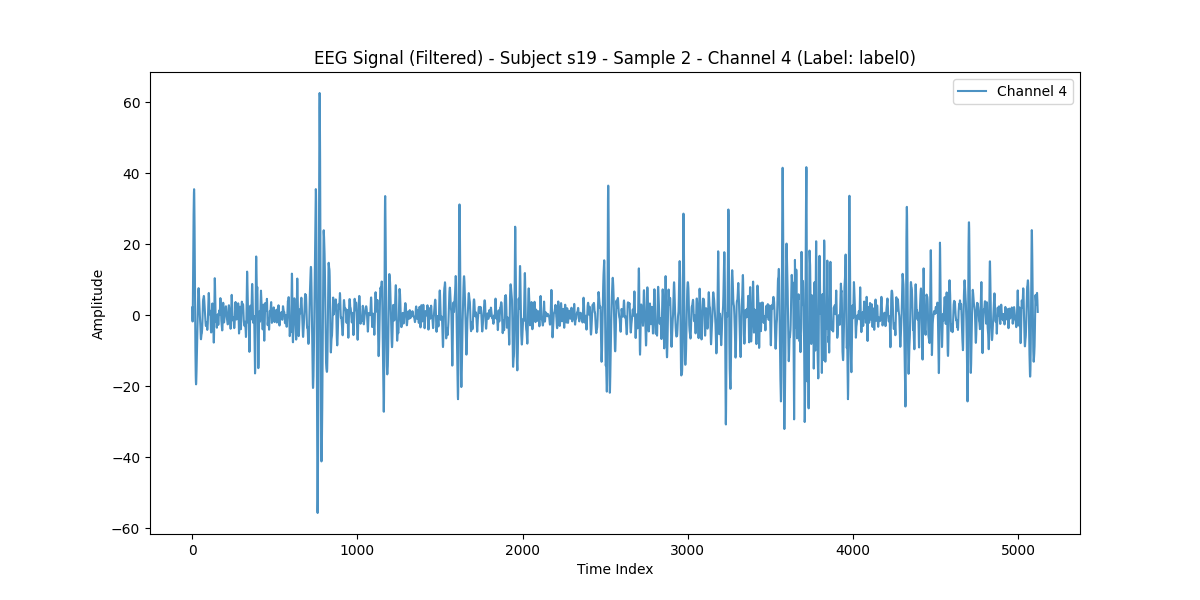 EEG Signal (Filtered) - Subject s19 - Sample 2 - Channel 4 (Label: label0)
Channel 4
60
40
20
0
−20
−40
−60
Amplitude
0 1000 2000 3000 4000 5000
Time Index